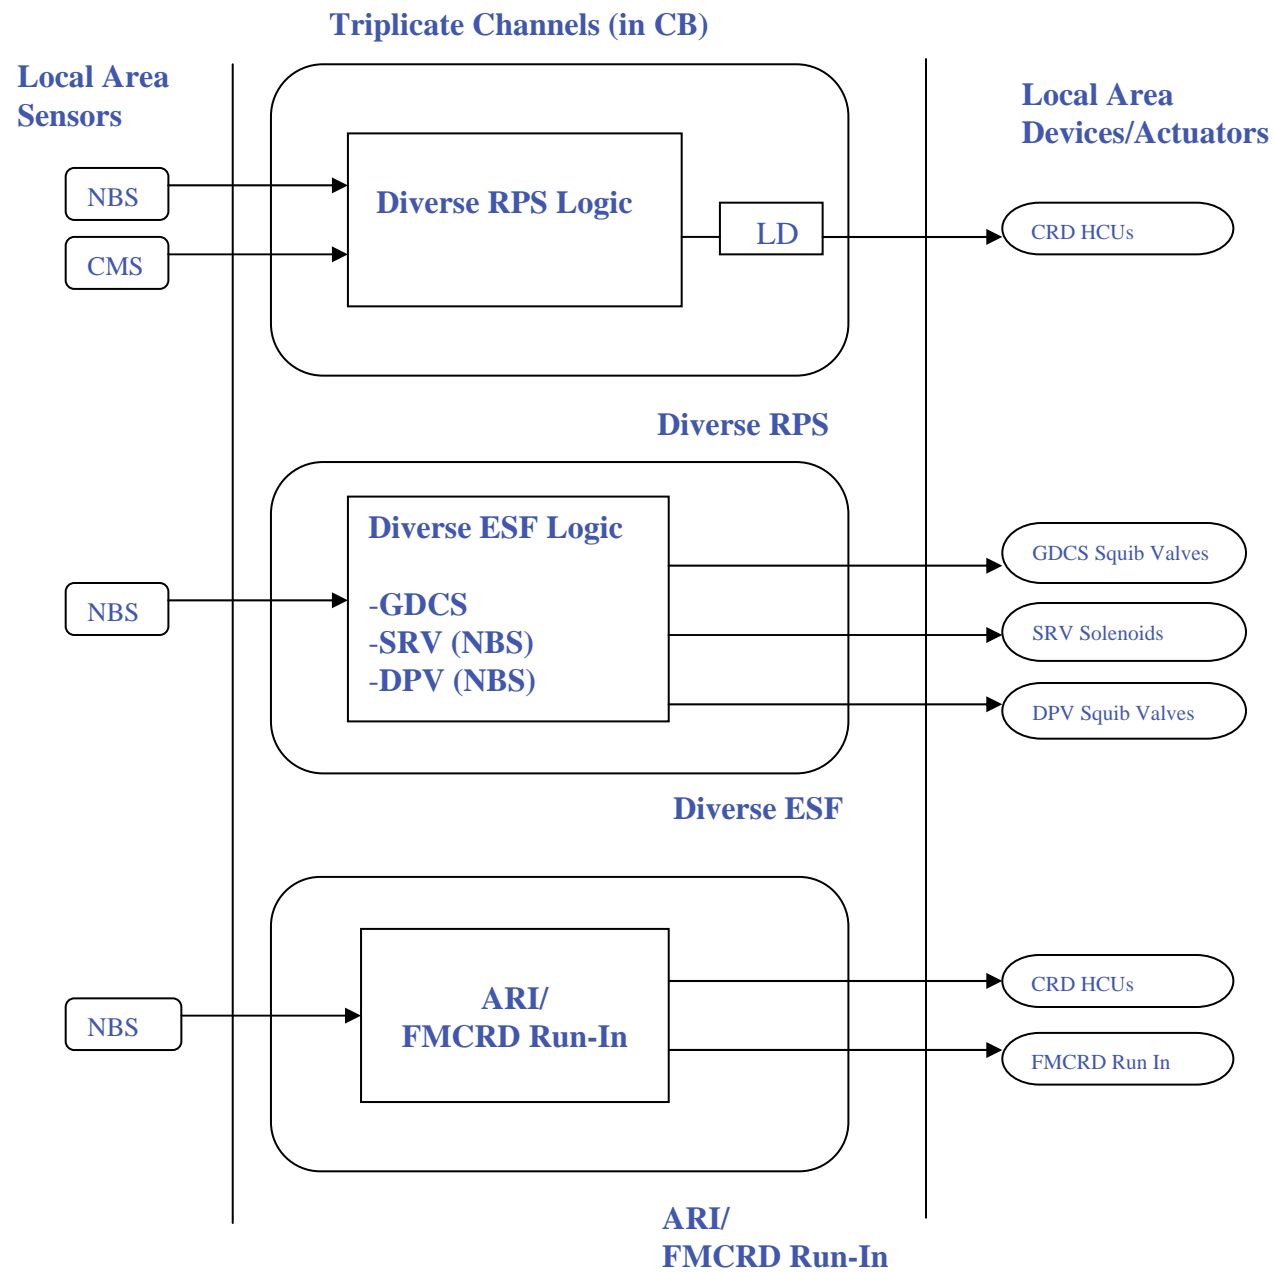 Triplicate Channels (in CB)
Local Area
Sensors
Local Area
Devices/Actuators
NBS
CMS
Diverse RPS Logic
LD
CRD HCUs
Diverse RPS
NBS
Diverse ESF Logic
-GDCS
-SRV (NBS)
-DPV (NBS)
GDCS Squib Valves
SRV Solenoids
DPV Squib Valves
Diverse ESF
NBS
ARI/
FMCRD Run-In
CRD HCUs
FMCRD Run In
ARI/
FMCRD Run-In